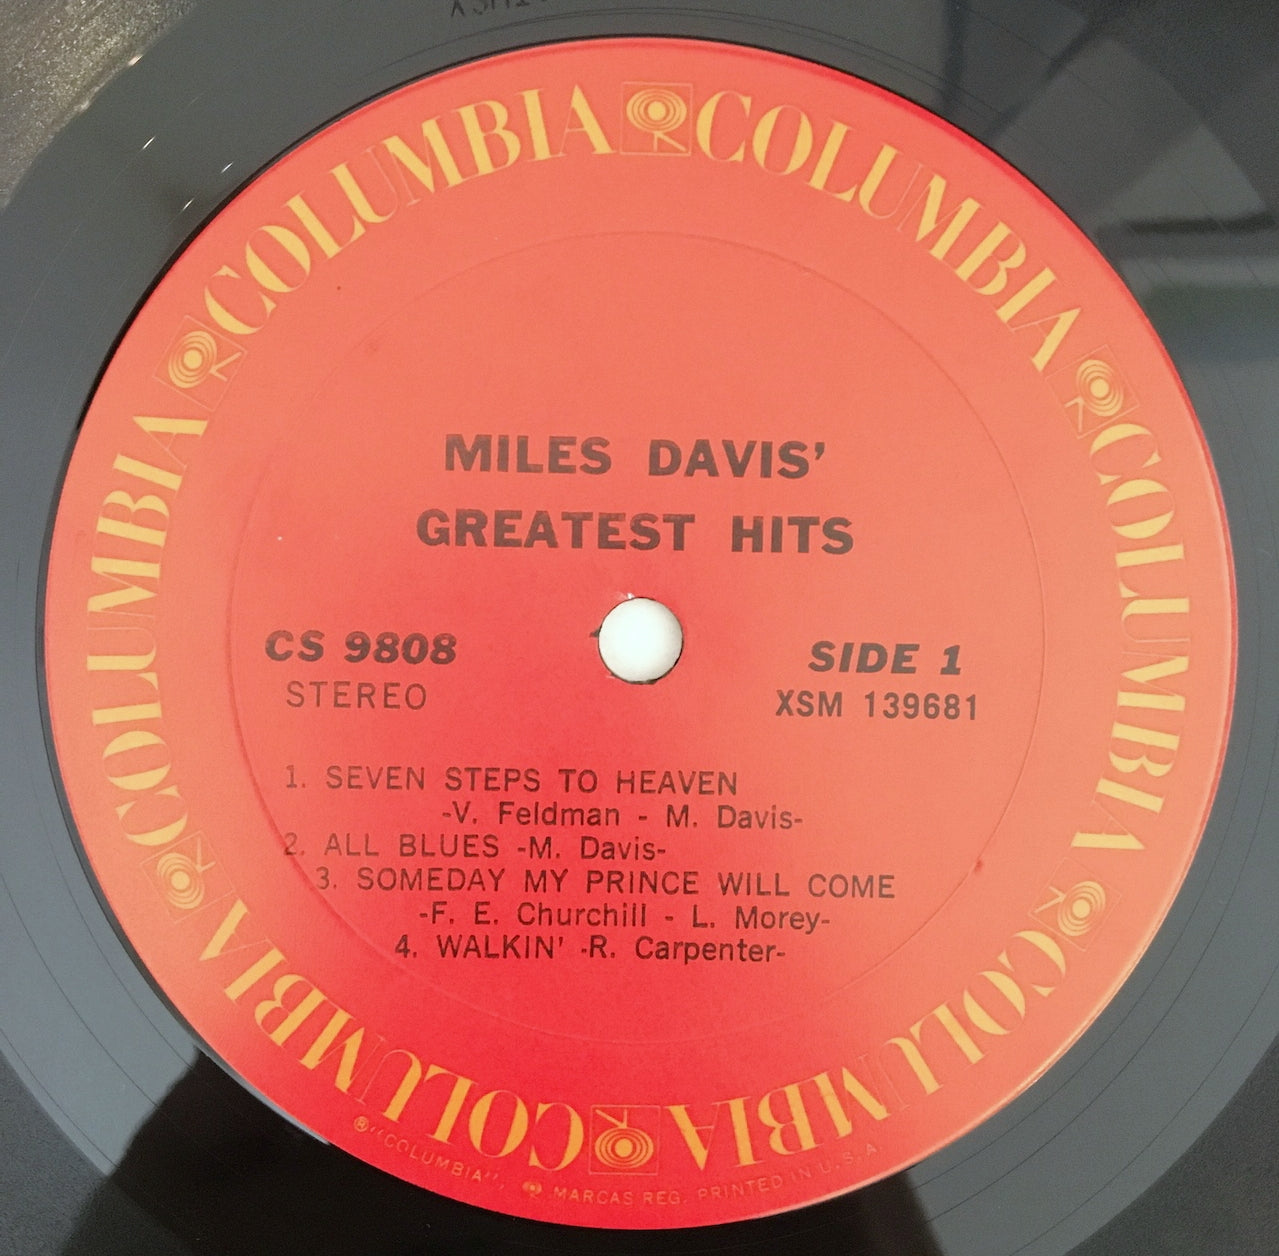 COLUMBIA COLUMBIA COLUMBIA COLUMBIA COLUMBIA COLUMBIA
MILES DAVIS’
GREATEST HITS
CS 9808
STEREO
SIDE 1
XSM 139681
1. SEVEN STEPS TO HEAVEN
-V. Feldman - M. Davis-
2. ALL BLUES -M. Davis-
3. SOMEDAY MY PRINCE WILL COME
-F. E. Churchill - L. Morey-
4. WALKIN' -R. Carpenter-
® "COLUMBIA", MARCAS REG. PRINTED IN U.S.A.